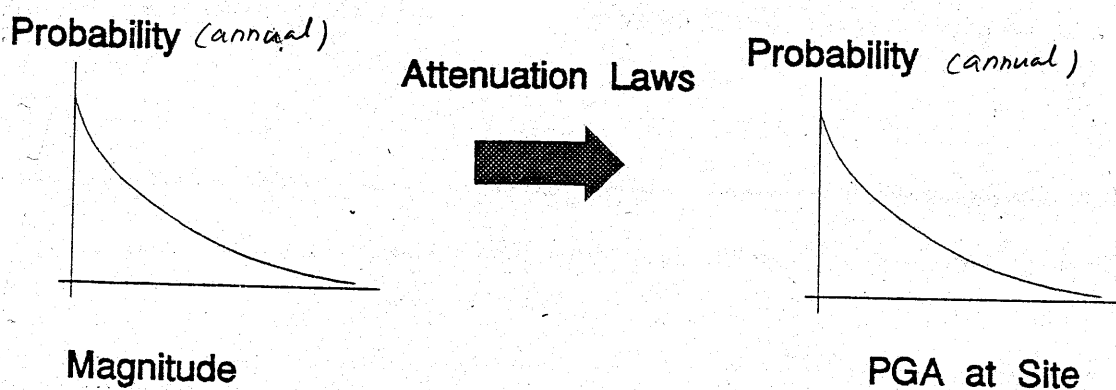 Probability (annual)
Attenuation Laws
Probability (annual)
Magnitude
PGA at Site